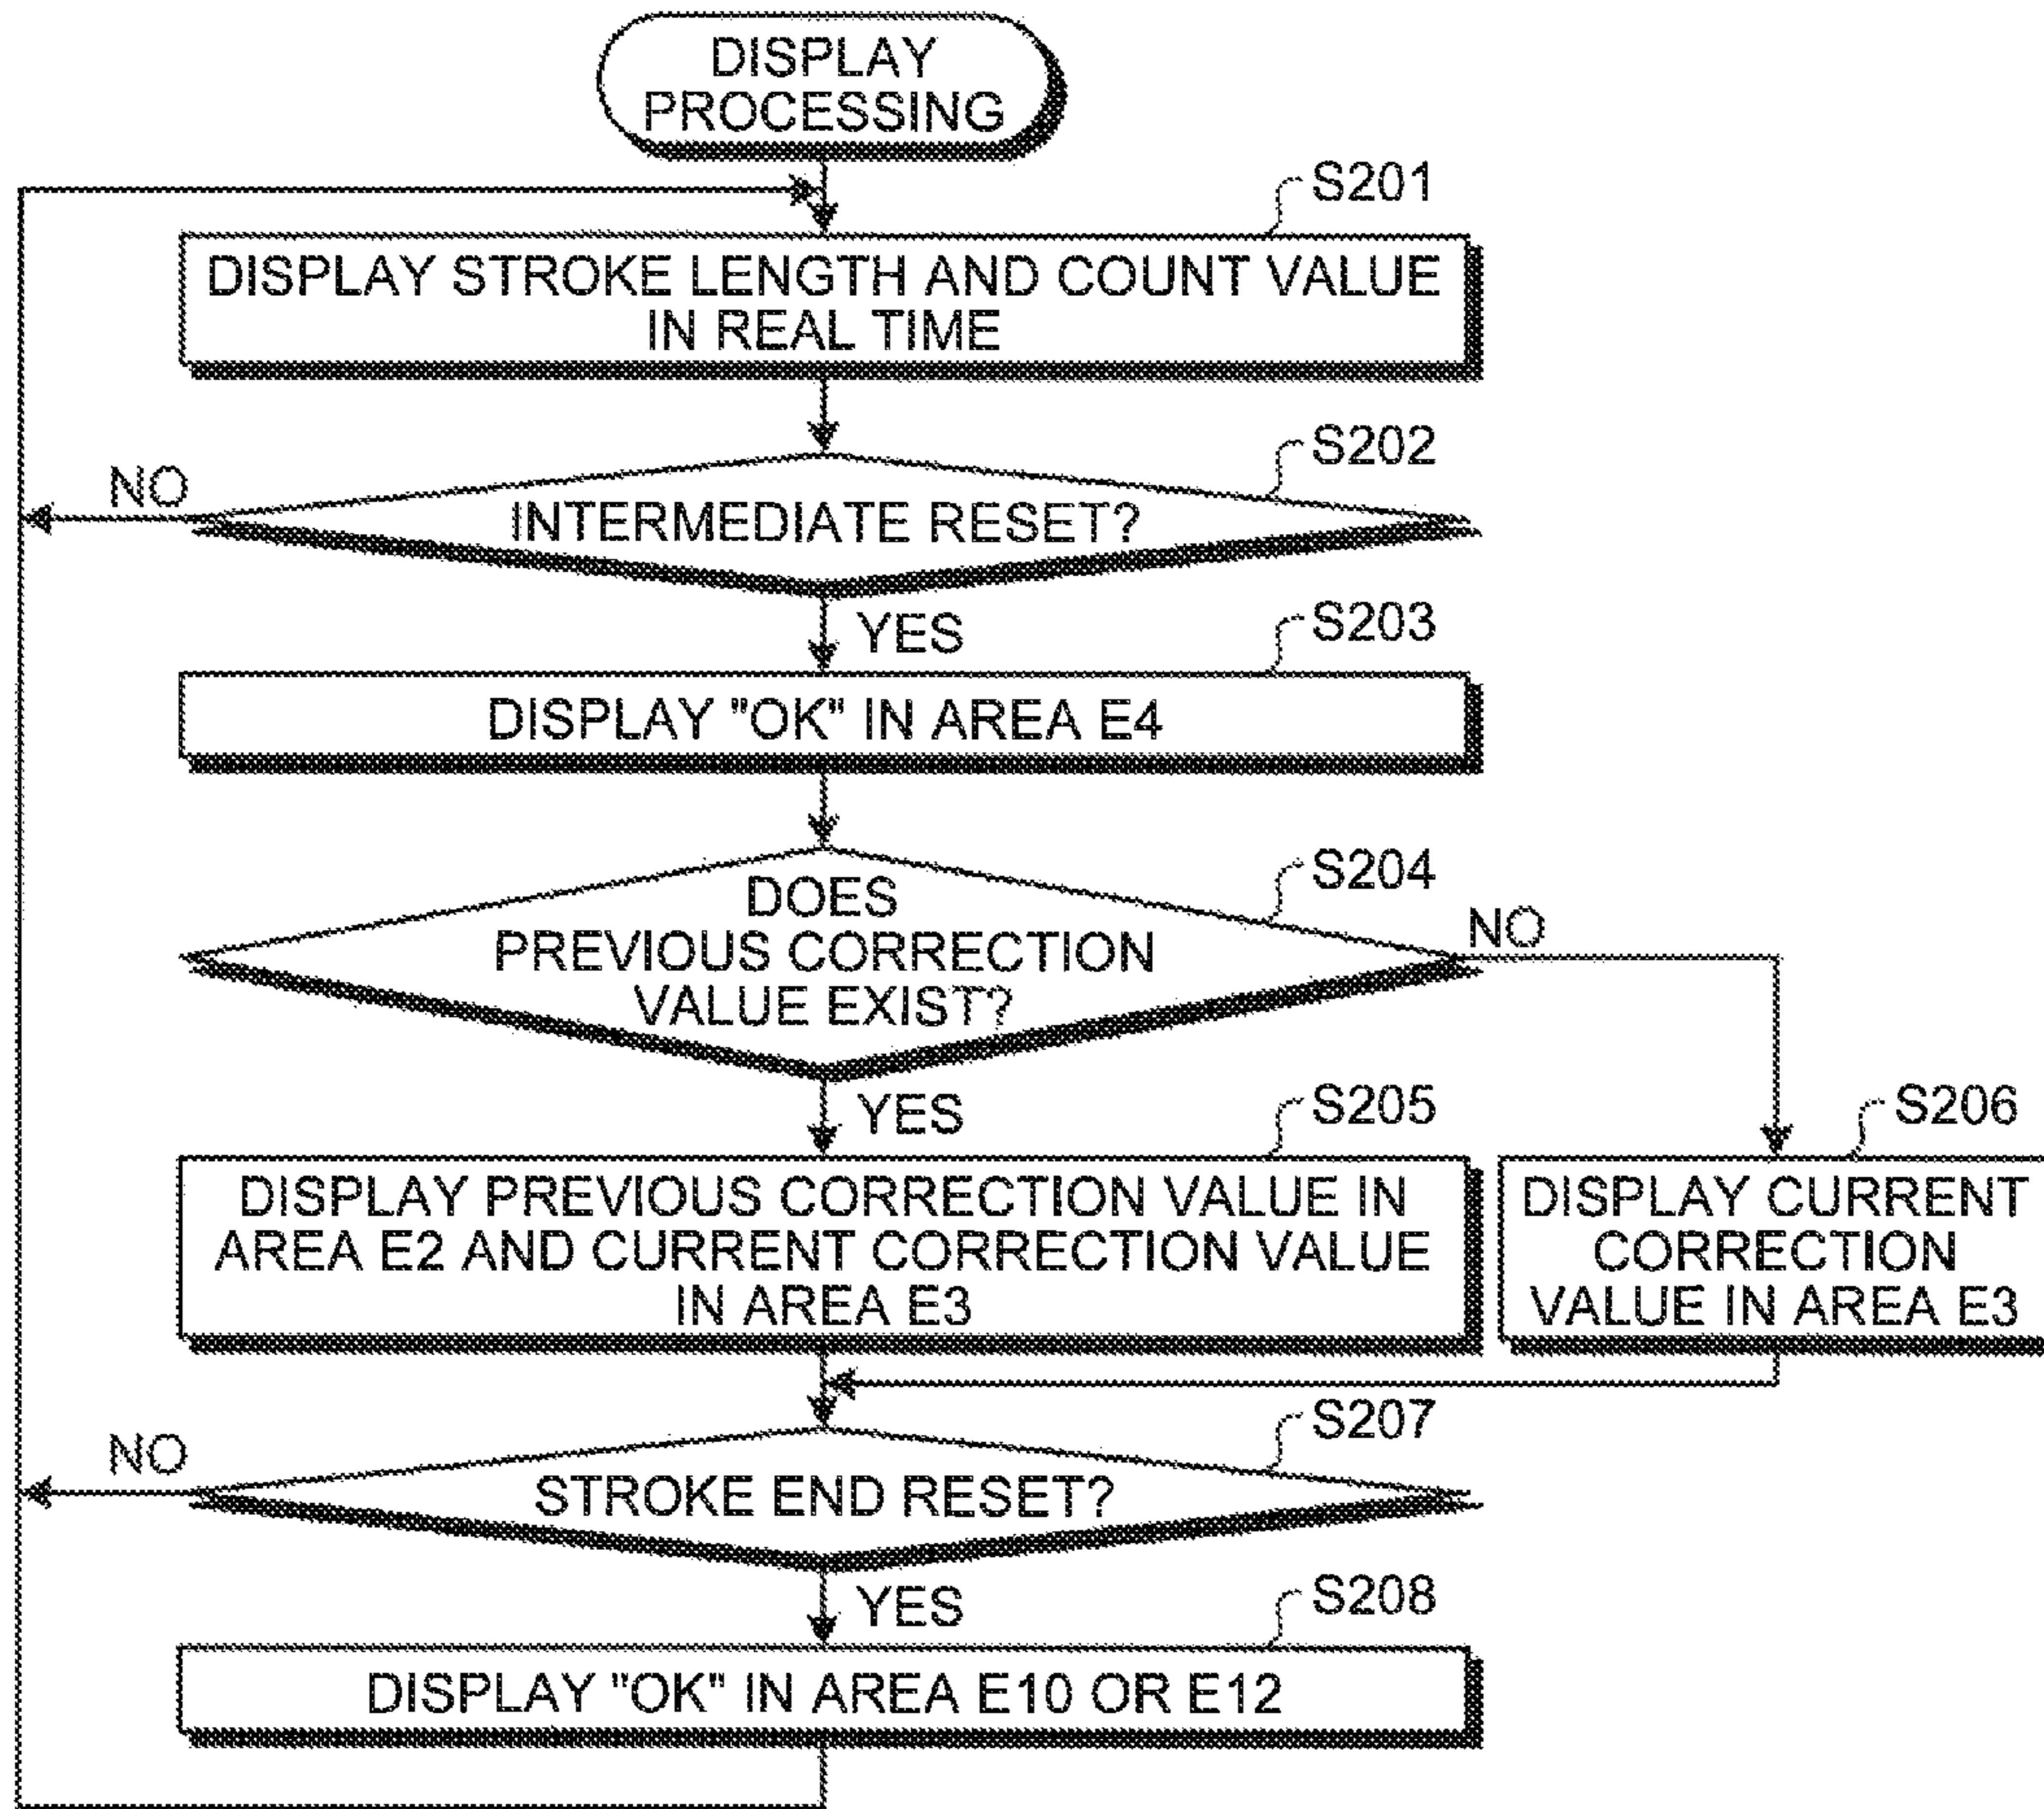 DISPLAY
PROCESSING
S201
DISPLAY STROKE LENGTH AND COUNT VALUE
IN REAL TIME
S202
NO
INTERMEDIATE RESET?
YES
S203
DISPLAY "OK" IN AREA E4
S204
DOES
PREVIOUS CORRECTION
VALUE EXIST?
NO
YES
S205
S206
DISPLAY PREVIOUS CORRECTION VALUE IN
AREA E2 AND CURRENT CORRECTION VALUE
IN AREA E3
DISPLAY CURRENT
CORRECTION
VALUE IN AREA E3
S207
NO
STROKE END RESET?
YES
S208
DISPLAY "OK" IN AREA E10 OR E12